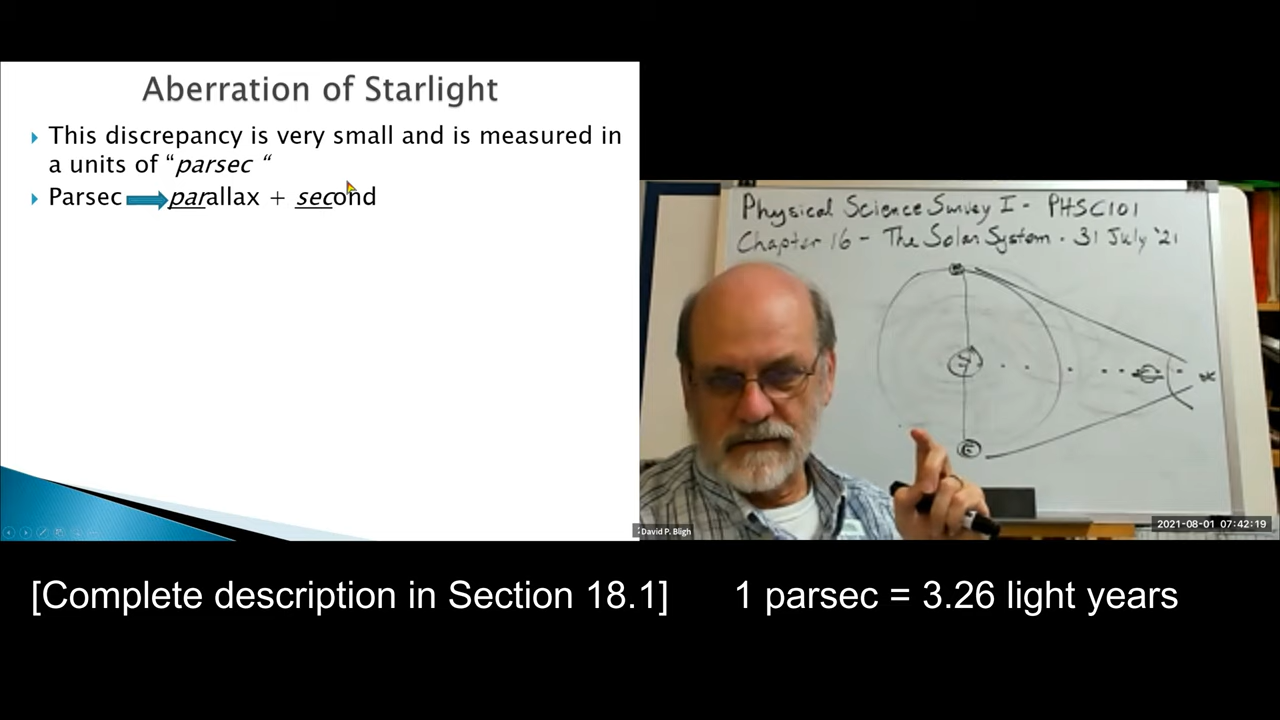 Aberration of Starlight
This discrepancy is very small and is measured in
a units of “parsec “
Parsec parallax + second
Physical Science Survey I - PHSC101
Chapter 16 - The Solar System - 31 July '21
E
David P. Bligh
2021-08-01 07:42:19
[Complete description in Section 18.1] 1 parsec = 3.26 light years